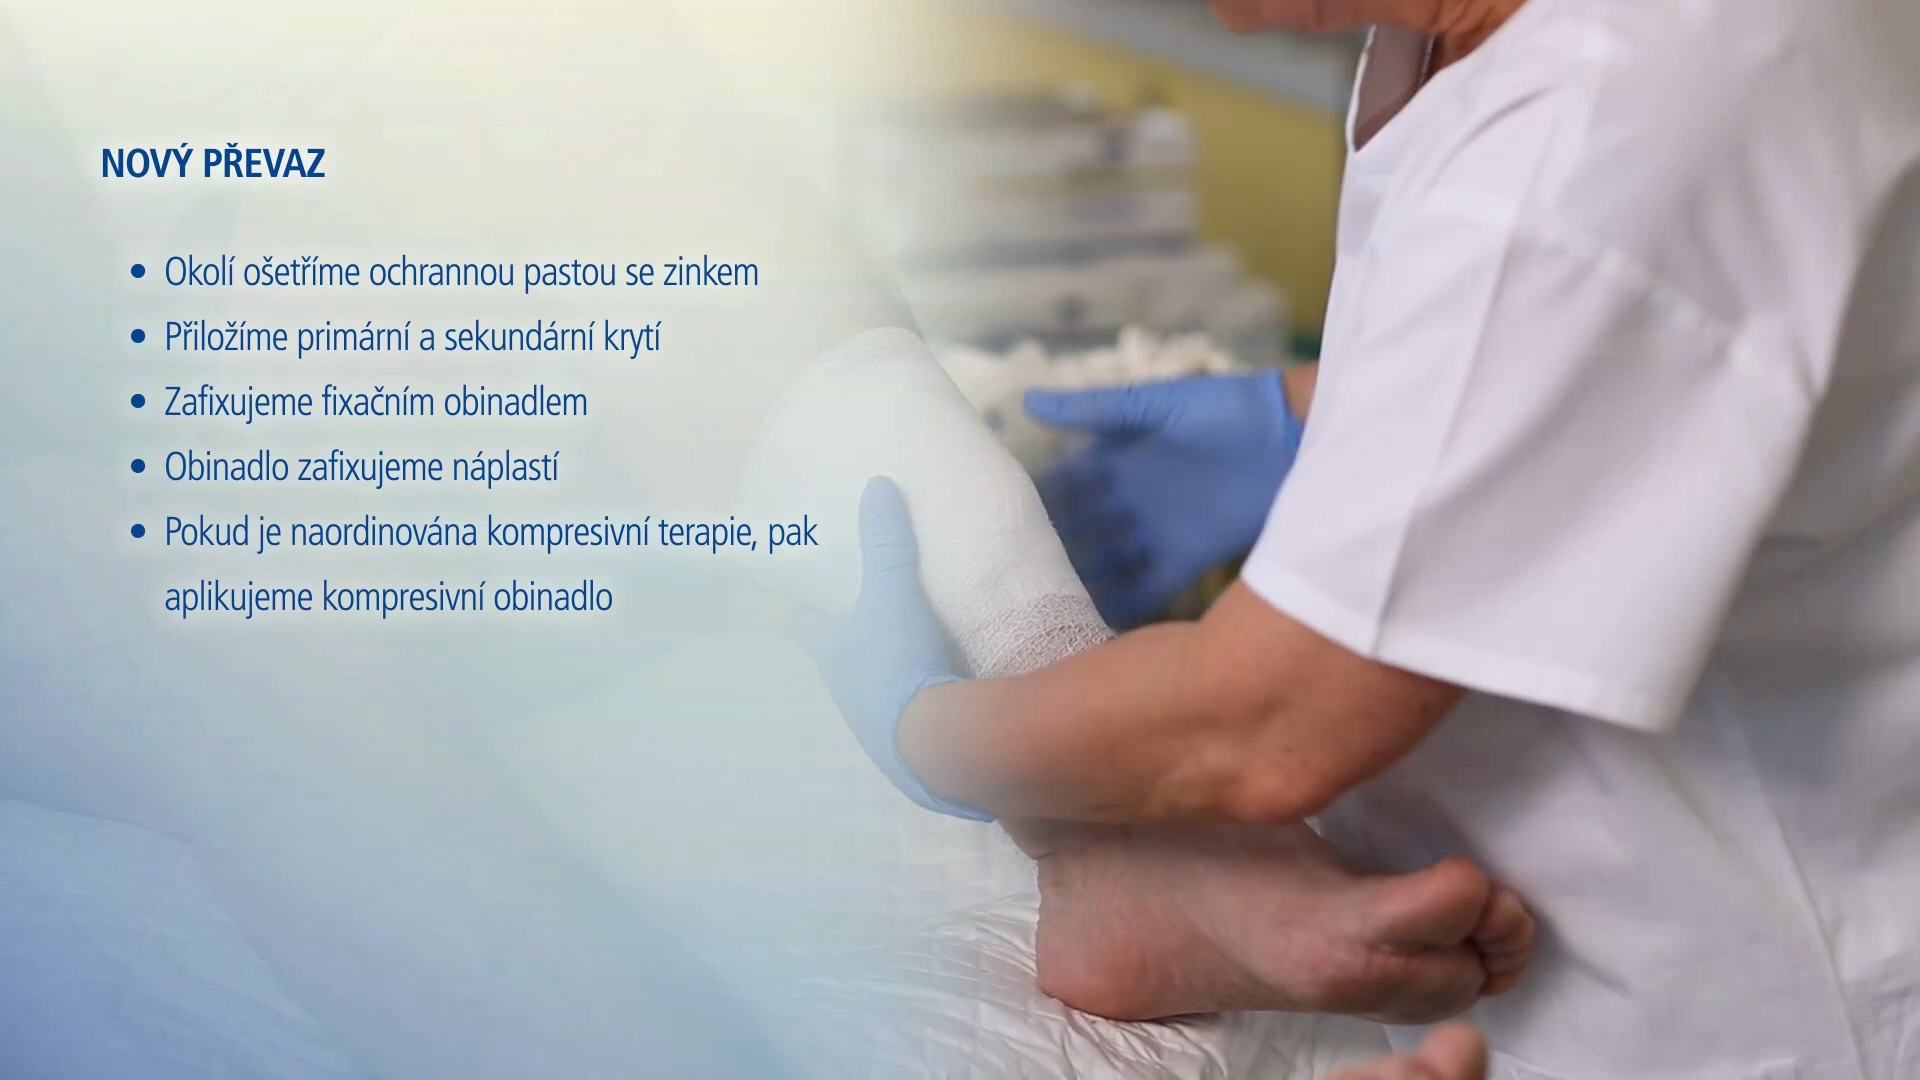 NOVÝ PŘEVAZ
• Okolí ošetříme ochrannou pastou se zinkem
• Přiložíme primární a sekundární krytí
• Zafixujeme fixačním obinadlem
• Obinadlo zafixujeme náplastí
• Pokud je naordinována kompresivní terapie, pak
aplikujeme kompresivní obinadlo